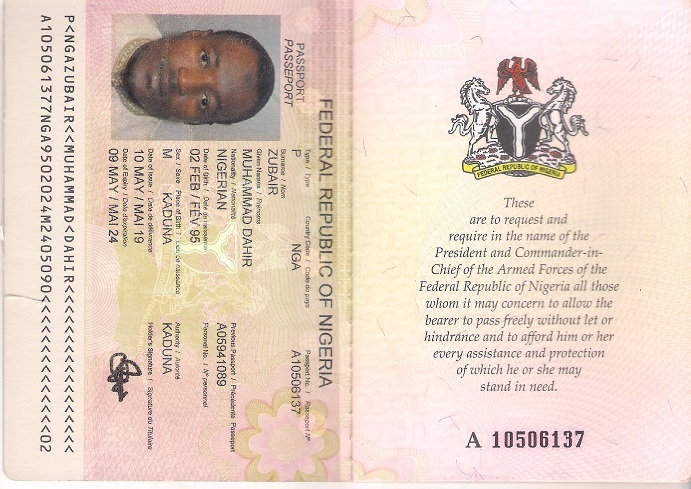 FEDERAL REPUBLIC OF NIGERIA
PASSPORT
PASSEPORT
Type / Type
Country Code / Code du pays
Passport No. / Passeport Nº
P
NGA
A10506137
Surname / Nom
ZUBAIR
Given Names / Prénoms
MUHAMMAD DAHIR
Nationality / Nationalité
Previous Passport / Précédente Passeport
NIGERIAN
A05941089
Date of Birth / Date de naissance
Personal No. / Nº personnel
02 FEB / FEV 95
Sex / Sexe
Place of Birth / Lieu de Naissance
Authority / Autorité
M
KADUNA
KADUNA
Date of Issue / Date de délivrance
Holder's Signature / Signature du Titulaire
10 MAY / MAI 19
Date of Expiry / Date d'expiration
09 MAY / MAI 24
P<NGAZUBAIR<<MUHAMMAD<DAHIR<<<<<<<<<<<<<<<<<
A105061377NGA9502024M2405090<<<<<<<<<<<<<<02
FEDERAL REPUBLIC OF NIGERIA
These
are to request and
require in the name of the
President and Commander-in-
Chief of the Armed Forces of the
Federal Republic of Nigeria all those
whom it may concern to allow the
bearer to pass freely without let or
hindrance and to afford him or her
every assistance and protection
of which he or she may
stand in need.
A 10506137